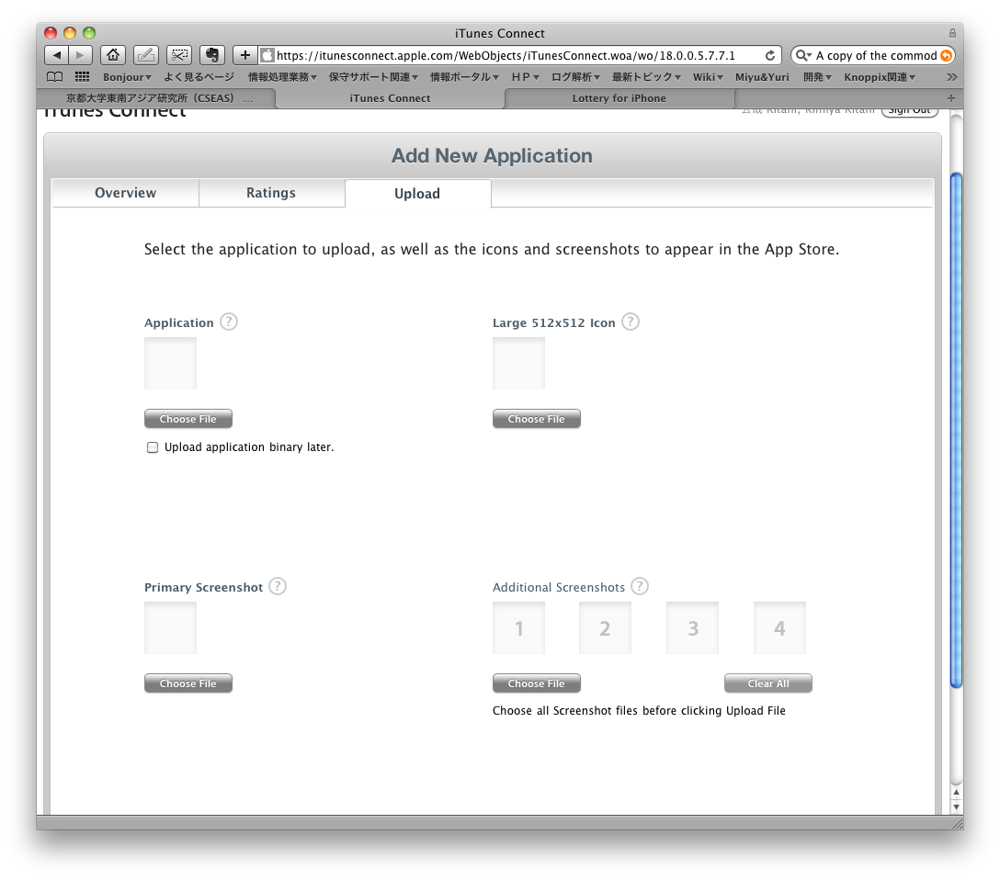 iTunes Connect
https://itunesconnect.apple.com/WebObjects/iTunesConnect.woa/wo/18.0.0.5.7.7.1
A copy of the commod
Bonjour▾ よく見るページ 情報処理業務▾ 保守サポート関連▾ 情報ポータル▾ HP▾ ログ解析▾ 最新トピック▾ Wiki▾ Miyu&Yuri 開発▾ Knoppix関連▾
京都大学東南アジア研究所（CSEAS） ... iTunes Connect Lottery for iPhone
iTunes Connect Kitani, Kimiya Kitani Sign Out
Add New Application
Overview Ratings Upload
Select the application to upload, as well as the icons and screenshots to appear in the App Store.
Application ? Large 512x512 Icon ?
Choose File Choose File
Upload application binary later.
Primary Screenshot ? Additional Screenshots ?
1 2 3 4
Choose File Choose File Clear All
Choose all Screenshot files before clicking Upload File